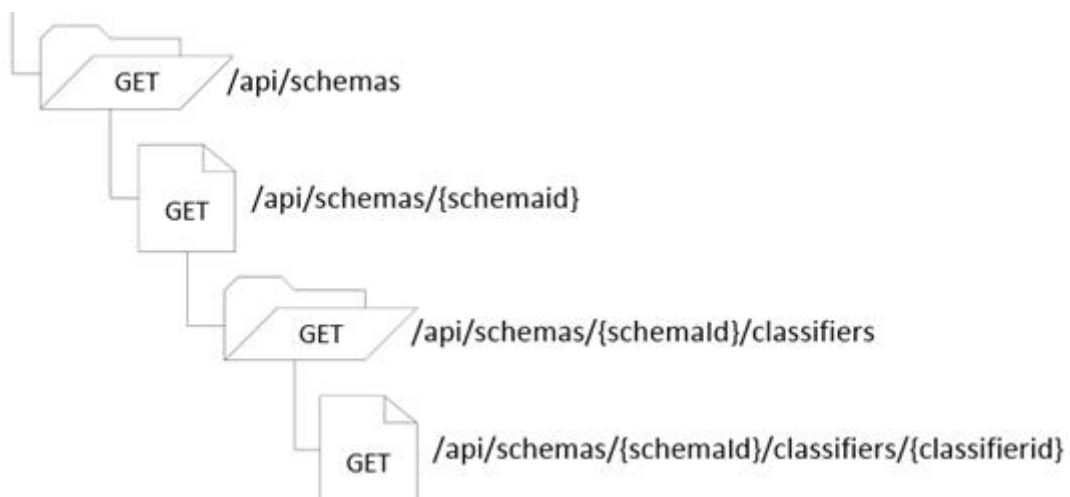 GET /api/schemas
GET /api/schemas/{schemaid}
GET /api/schemas/{schemaId}/classifiers
GET /api/schemas/{schemaId}/classifiers/{classifierid}